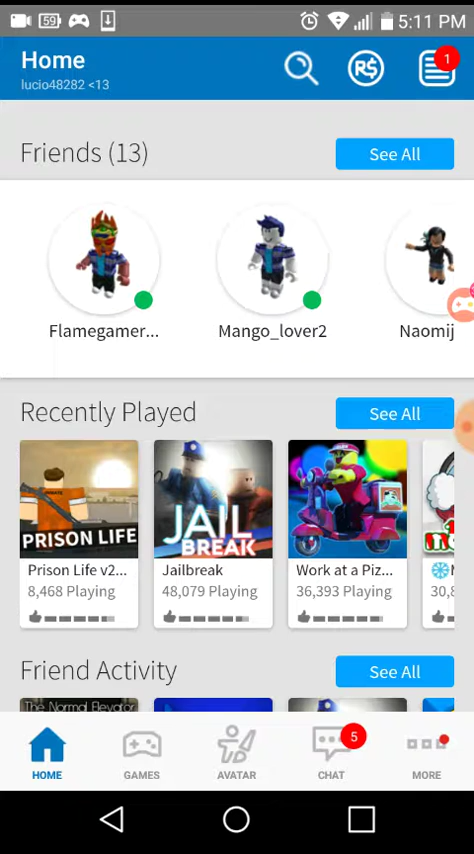 59
5:11 PM
Home
lucio48282 <13
R$
1
Friends (13)
See All
Flamegamer...
Mango_lover2
Naomij
Recently Played
See All
PRISON LIFE
JAIL
BREAK
Prison Life v2...
Jailbreak
Work at a Piz...
8,468 Playing
48,079 Playing
36,393 Playing
30,8
Friend Activity
See All
The Normal Elevator
5
HOME
GAMES
AVATAR
CHAT
MORE